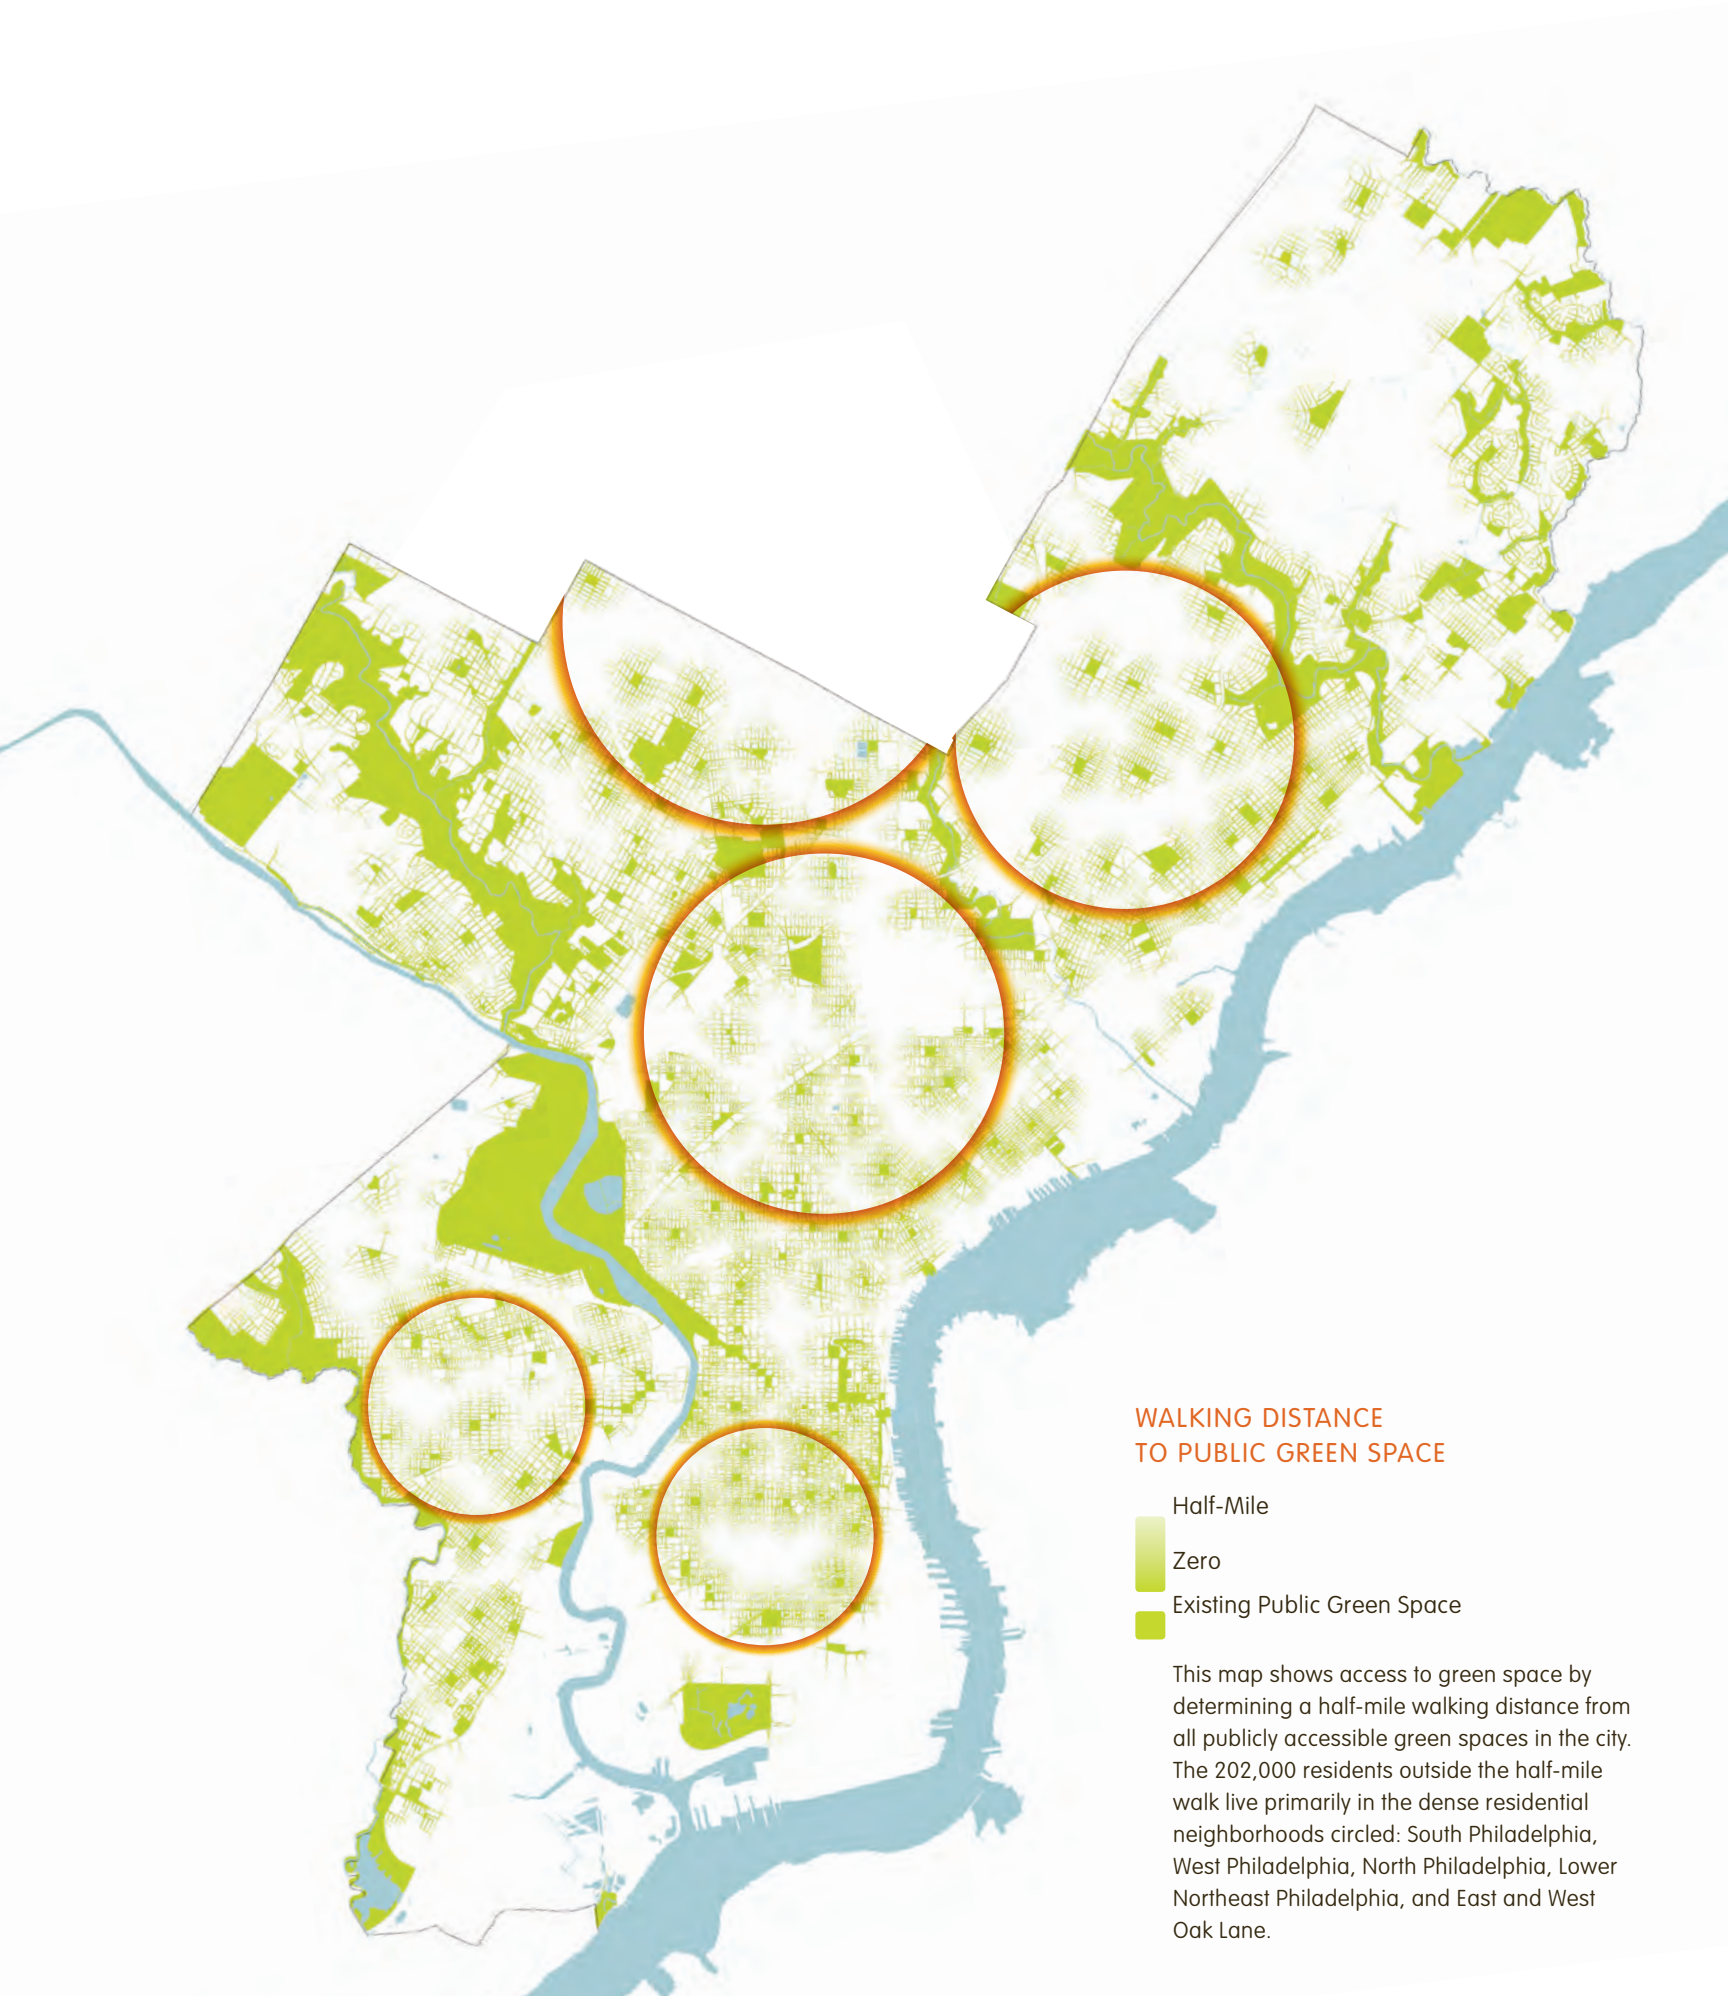 WALKING DISTANCE
TO PUBLIC GREEN SPACE
Half-Mile
Zero
Existing Public Green Space
This map shows access to green space by
determining a half-mile walking distance from
all publicly accessible green spaces in the city.
The 202,000 residents outside the half-mile
walk live primarily in the dense residential
neighborhoods circled: South Philadelphia,
West Philadelphia, North Philadelphia, Lower
Northeast Philadelphia, and East and West
Oak Lane.